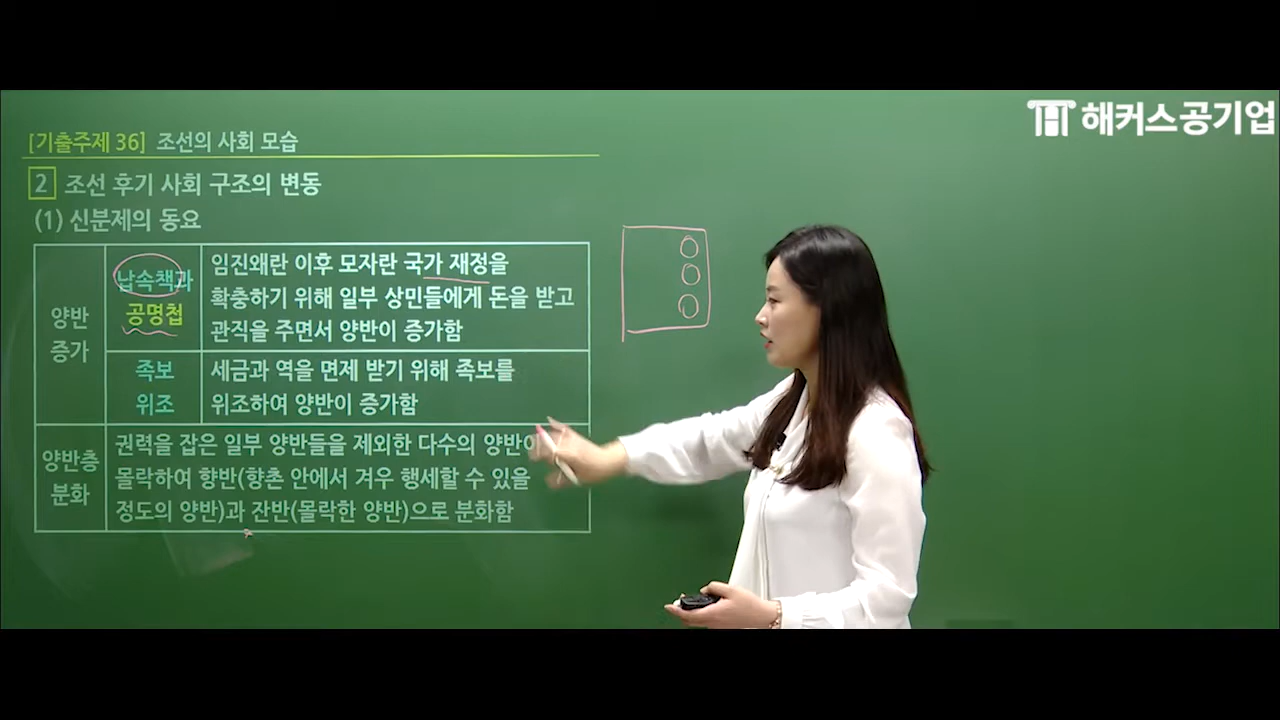 해커스공기업
[기출주제 36] 조선의 사회 모습
2 조선 후기 사회 구조의 변동
(1) 신분제의 동요
양반
증가
납속책과
공명첩
임진왜란 이후 모자란 국가 재정을
확충하기 위해 일부 상민들에게 돈을 받고
관직을 주면서 양반이 증가함
족보
위조
세금과 역을 면제 받기 위해 족보를
위조하여 양반이 증가함
양반층
분화
권력을 잡은 일부 양반들을 제외한 다수의 양반이
몰락하여 향반(향촌 안에서 겨우 행세할 수 있을
정도의 양반)과 잔반(몰락한 양반)으로 분화함